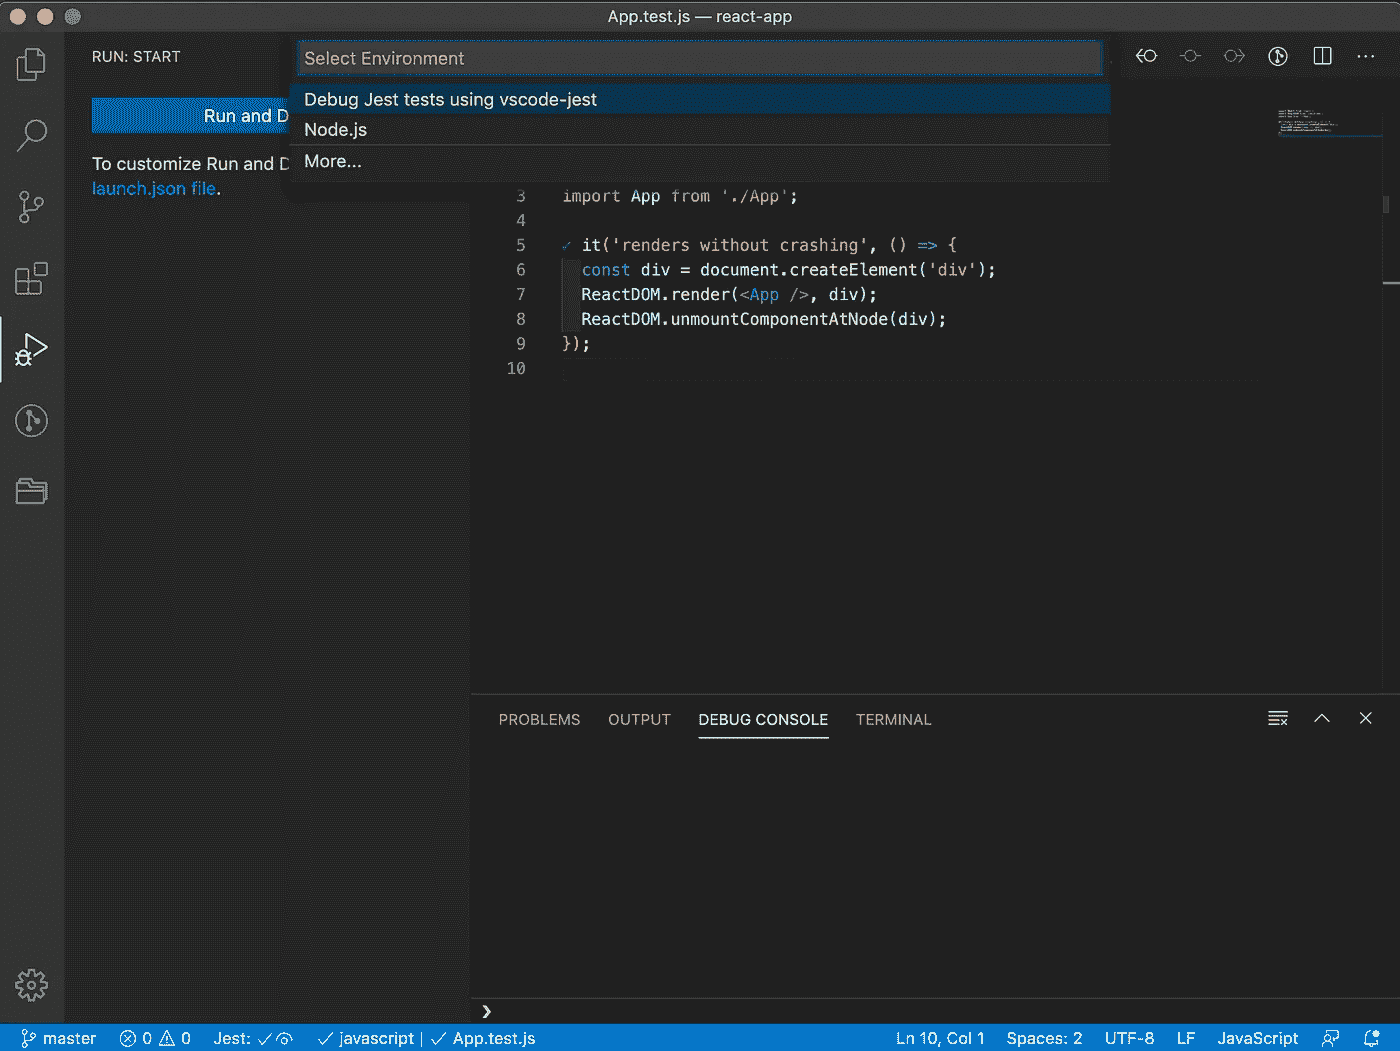 App.test.js — react-app
RUN: START
Select Environment
Run and D
Debug Jest tests using vscode-jest
Node.js
More...
To customize Run and D
launch.json file.
3 import App from './App';
4
5 ✓ it('renders without crashing', () => {
6 const div = document.createElement('div');
7 ReactDOM.render(<App />, div);
8 ReactDOM.unmountComponentAtNode(div);
9 });
10
PROBLEMS OUTPUT DEBUG CONSOLE TERMINAL
master 0 0 Jest: ✓ ✓ javascript | ✓ App.test.js Ln 10, Col 1 Spaces: 2 UTF-8 LF JavaScript